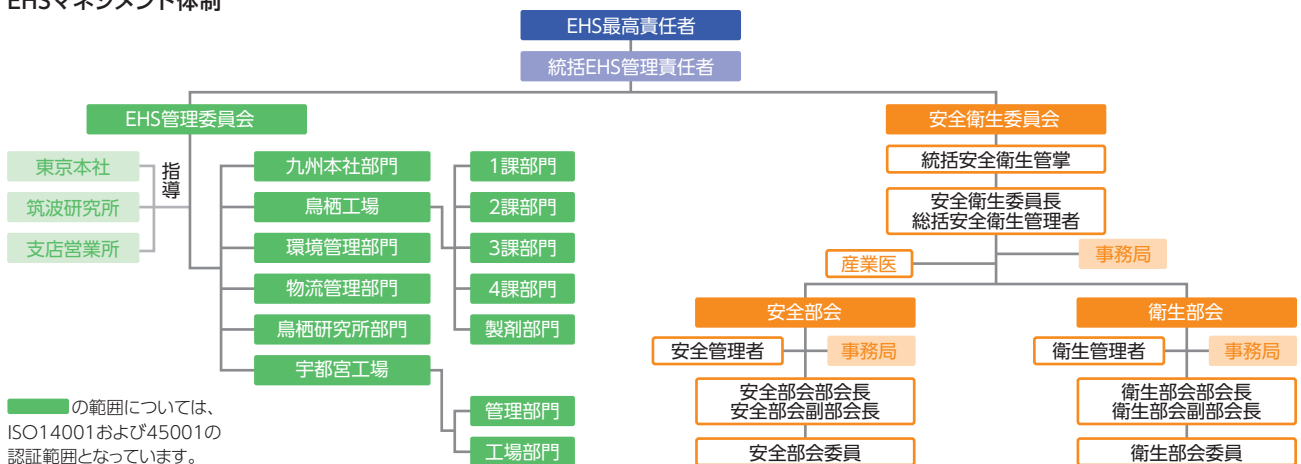 EHSマネジメント体制
EHS最高責任者
統括EHS管理責任者
EHS管理委員会
東京本社
筑波研究所
支店営業所
指導
九州本社部門
鳥栖工場
環境管理部門
物流管理部門
鳥栖研究所部門
宇都宮工場
1課部門
2課部門
3課部門
4課部門
製剤部門
管理部門
工場部門
の範囲については、
ISO14001および45001の
認証範囲となっています。
安全衛生委員会
統括安全衛生管掌
安全衛生委員長
総括安全衛生管理者
産業医
事務局
安全部会
安全管理者
事務局
安全部会部会長
安全部会副部会長
安全部会委員
衛生部会
衛生管理者
事務局
衛生部会部会長
衛生部会副部会長
衛生部会委員